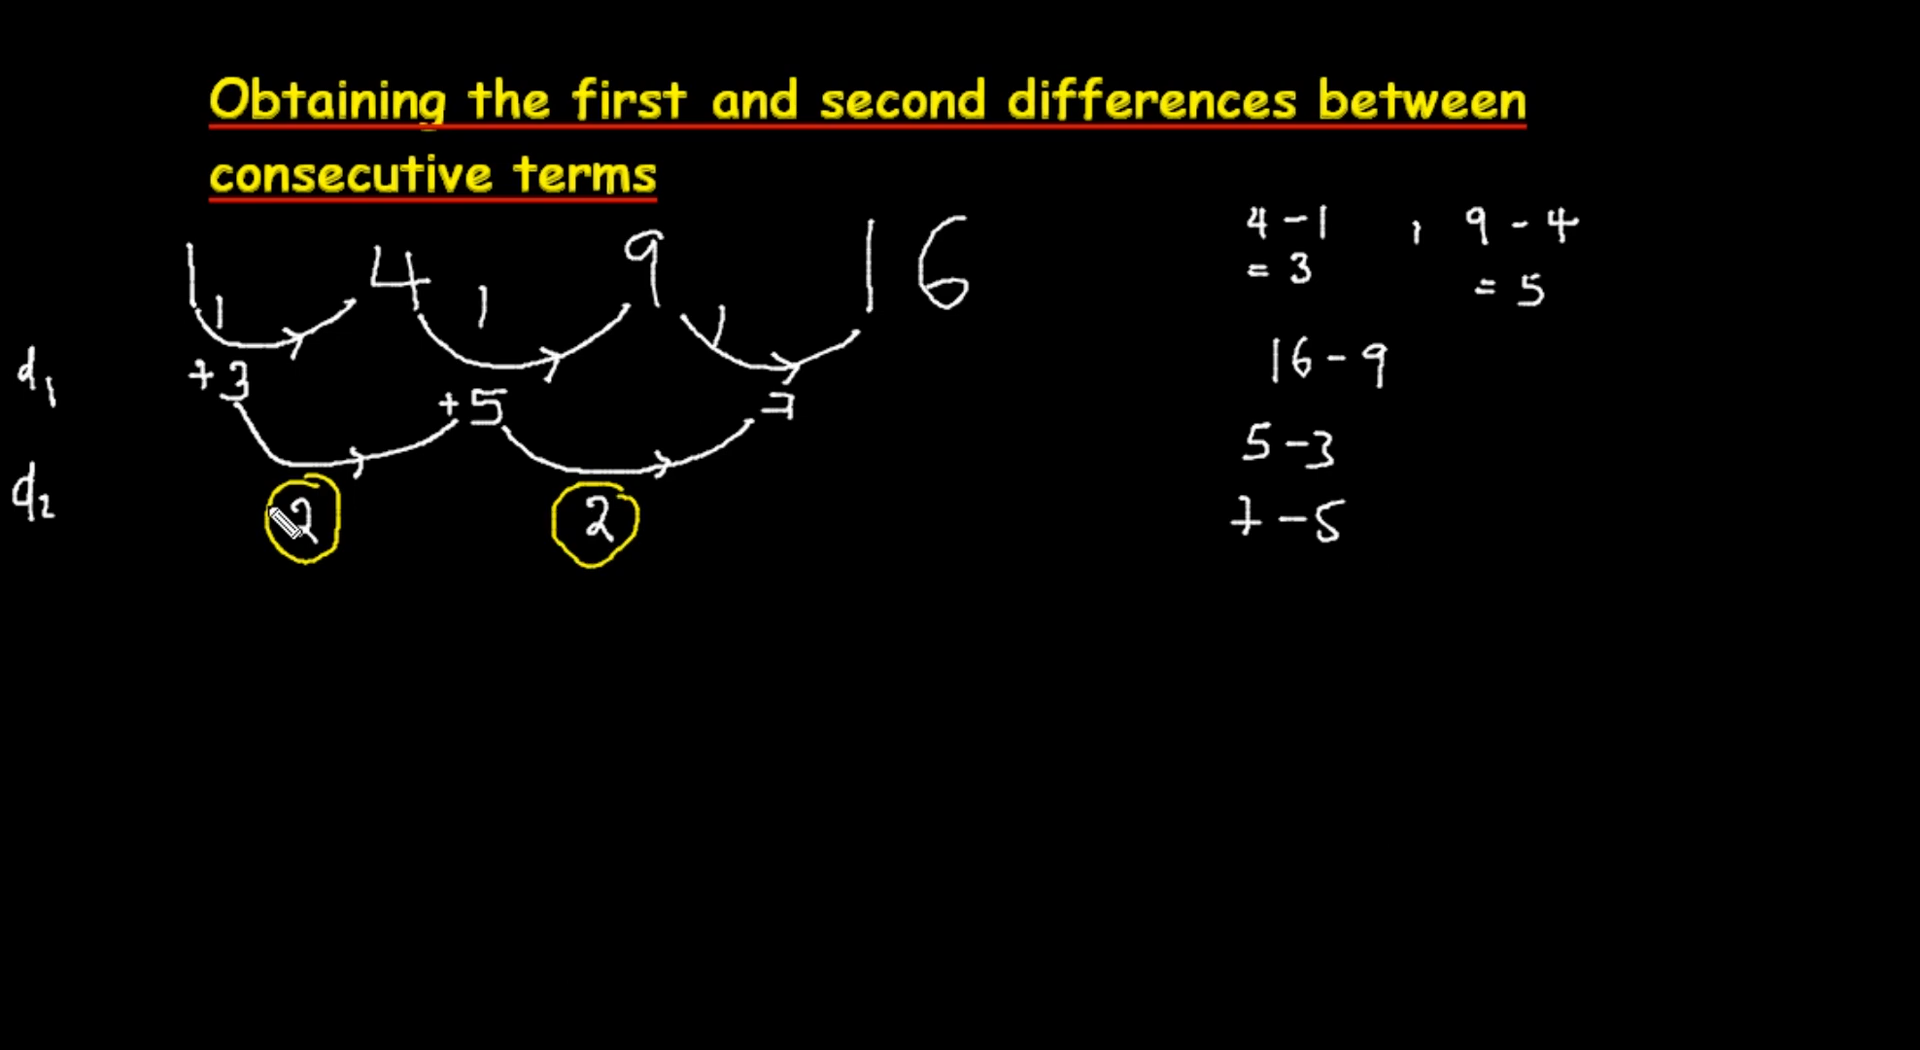 Obtaining the first and second differences between
consecutive terms
1 4 9 16
4 - 1 , 9 - 4
= 3 = 5
16 - 9
d1 +3 +5 7
5 - 3
d2 2 2
7 - 5